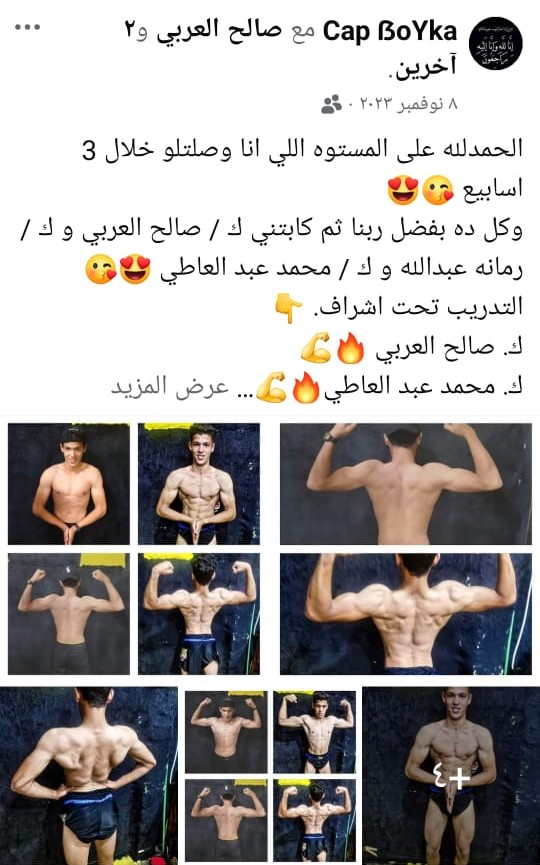 Cap ßoYka مع صالح العربي و٢
آخرين.
٨ نوفمبر ٢٠٢٣ ·
الحمدلله على المستوه اللي انا وصلتلو خلال 3
اسابيع 😘😍
وكل ده بفضل ربنا ثم كابتني ك / صالح العربي و ك /
رمانه عبدالله و ك / محمد عبد العاطي 😍😘
التدريب تحت اشراف. 👇
ك. صالح العربي 🔥💪
ك. محمد عبد العاطي🔥💪... عرض المزيد
+٤